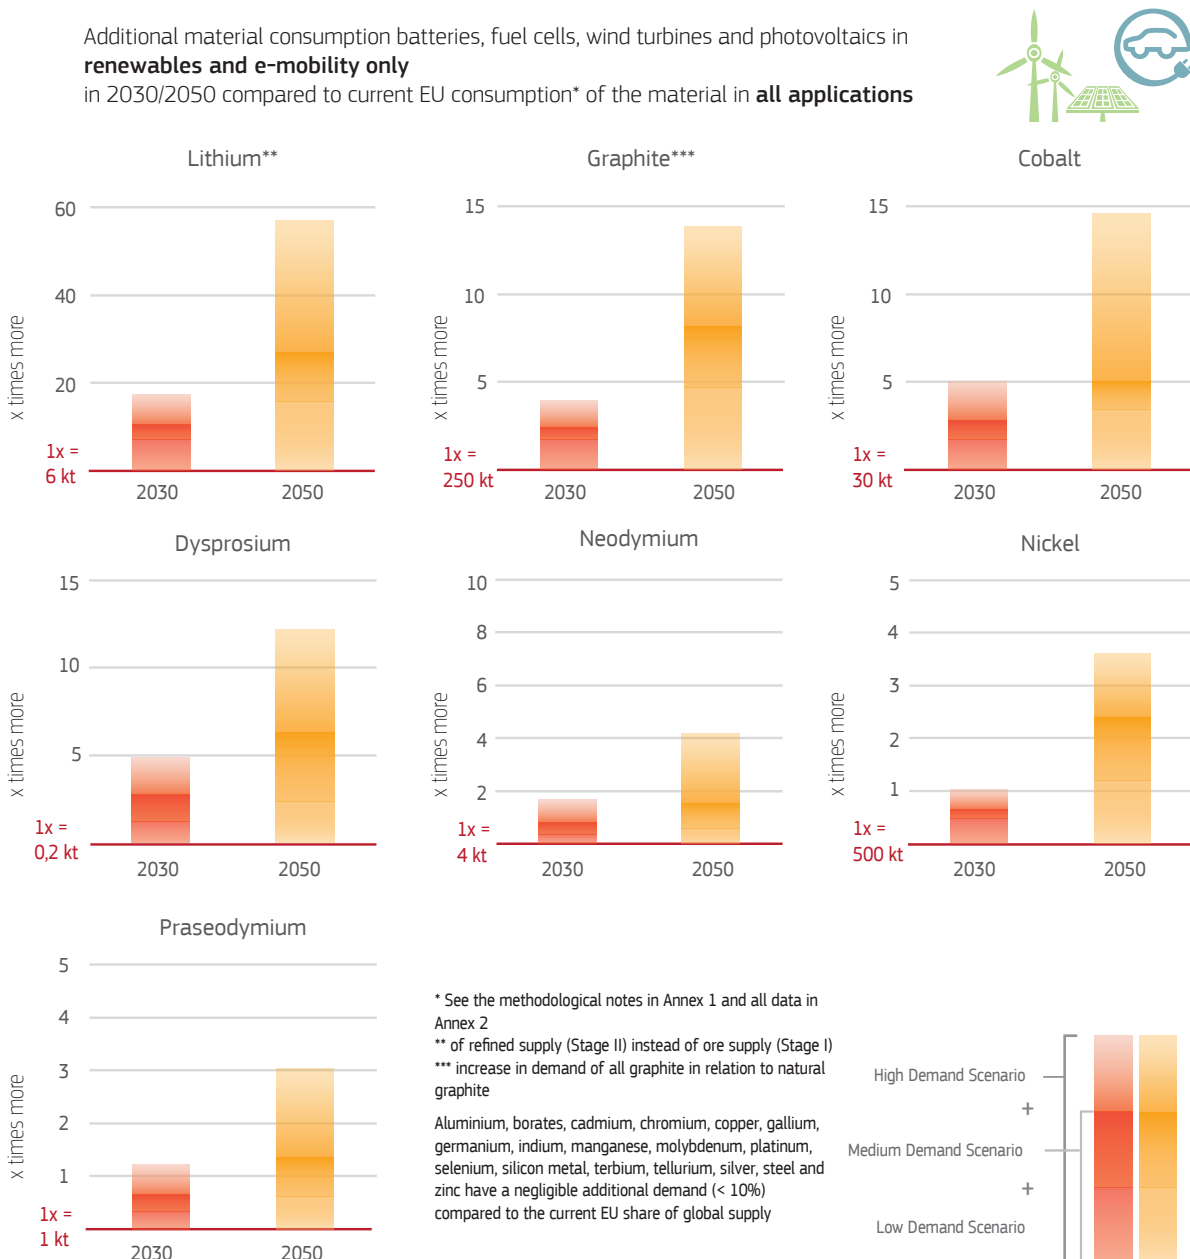 Additional material consumption batteries, fuel cells, wind turbines and photovoltaics in
renewables and e-mobility only
in 2030/2050 compared to current EU consumption* of the material in all applications
Lithium**
60
40
20
x times more
1x =
6 kt
2030
2050
Graphite***
15
10
5
x times more
1x =
250 kt
2030
2050
Cobalt
15
10
5
x times more
1x =
30 kt
2030
2050
Dysprosium
15
10
5
x times more
1x =
0,2 kt
2030
2050
Neodymium
10
8
6
4
2
x times more
1x =
4 kt
2030
2050
Nickel
5
4
3
2
1
x times more
1x =
500 kt
2030
2050
Praseodymium
5
4
3
2
1
x times more
1x =
1 kt
2030
2050
* See the methodological notes in Annex 1 and all data in
Annex 2
** of refined supply (Stage II) instead of ore supply (Stage I)
*** increase in demand of all graphite in relation to natural
graphite
Aluminium, borates, cadmium, chromium, copper, gallium,
germanium, indium, manganese, molybdenum, platinum,
selenium, silicon metal, terbium, tellurium, silver, steel and
zinc have a negligible additional demand (< 10%)
compared to the current EU share of global supply
High Demand Scenario
+
Medium Demand Scenario
+
Low Demand Scenario